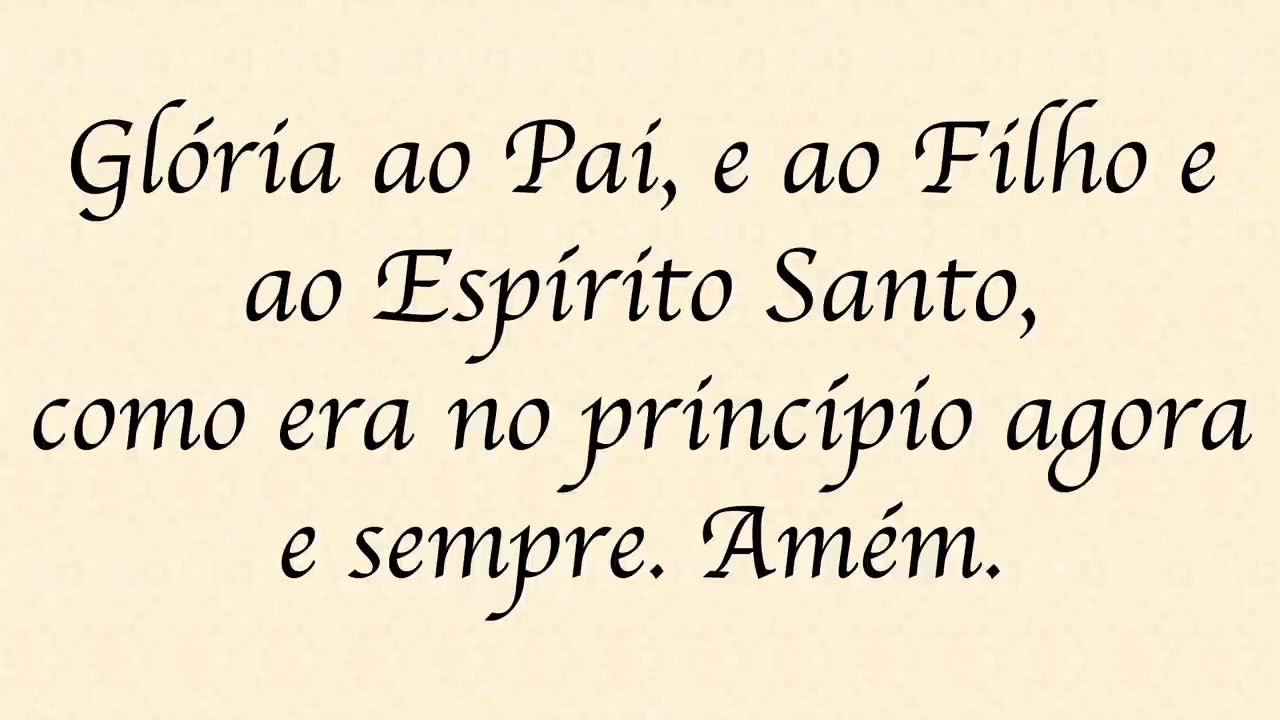 Glória ao Pai, e ao Filho e
ao Espírito Santo,
como era no princípio agora
e sempre. Amém.